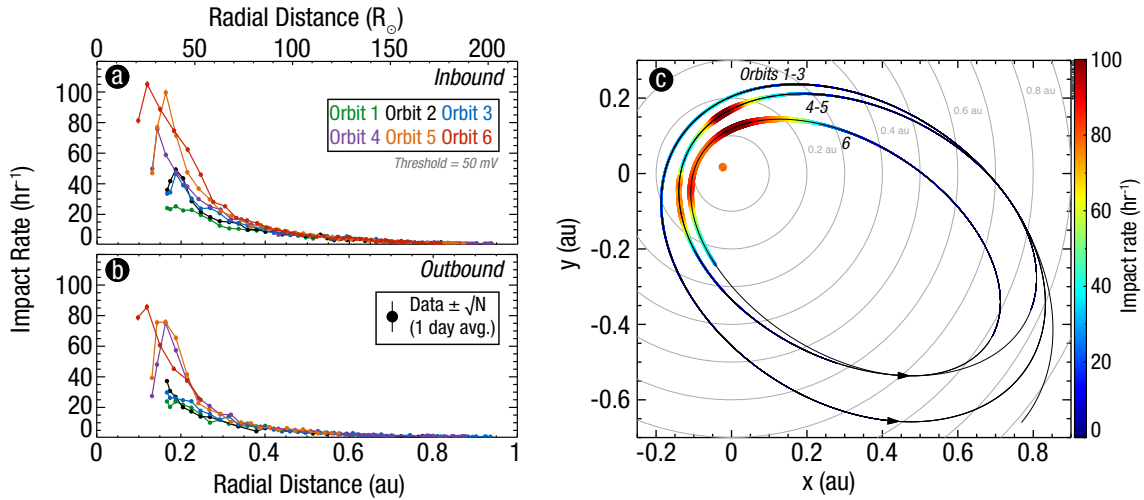 Radial Distance (R☉)
0 50 100 150 200
a
Inbound
Orbit 1 Orbit 2 Orbit 3
Orbit 4 Orbit 5 Orbit 6
Threshold = 50 mV
100
80
60
40
20
0
b
Outbound
Data ± √N
(1 day avg.)
100
80
60
40
20
0
Impact Rate (hr⁻¹)
0 0.2 0.4 0.6 0.8 1
Radial Distance (au)
c
Orbits 1-3
4-5
6
0.2 au
0.4 au
0.6 au
0.8 au
0.2
0
-0.2
-0.4
-0.6
y (au)
-0.2 0 0.2 0.4 0.6 0.8
x (au)
100
80
60
40
20
0
Impact rate (hr⁻¹)